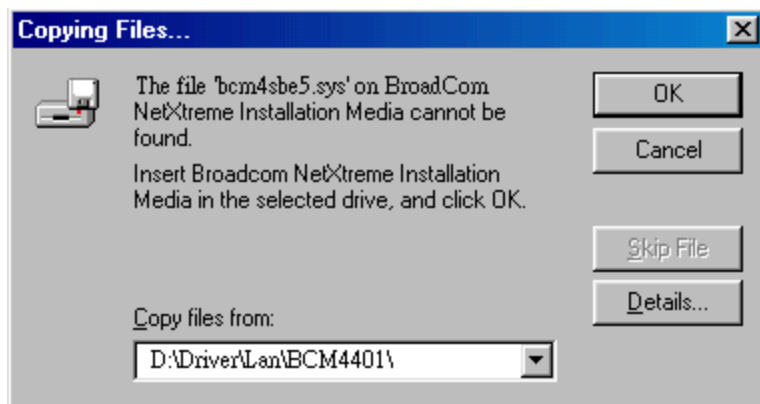 Copying Files...
The file 'bcm4sbe5.sys' on BroadCom
NetXtreme Installation Media cannot be
found.
Insert Broadcom NetXtreme Installation
Media in the selected drive, and click OK.
OK
Cancel
Skip File
Details...
Copy files from:
D:\Driver\Lan\BCM4401\